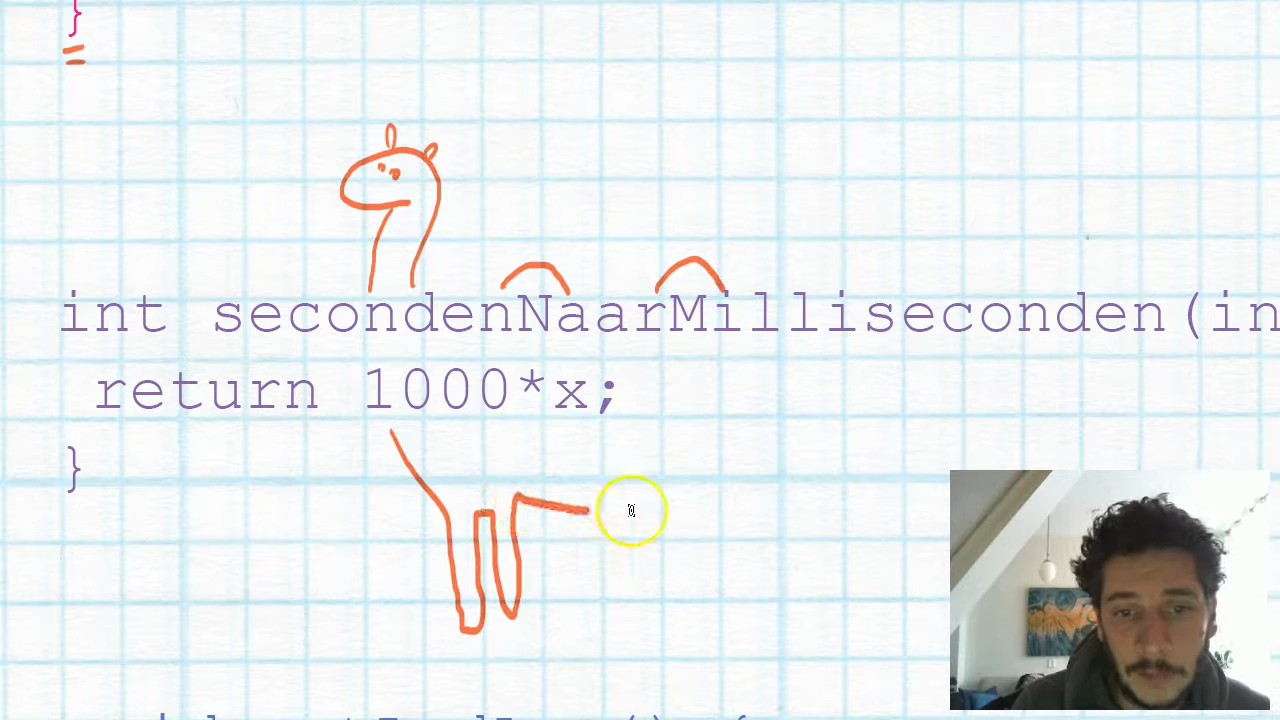 }
int secondenNaarMilliseconden(in
return 1000*x;
}